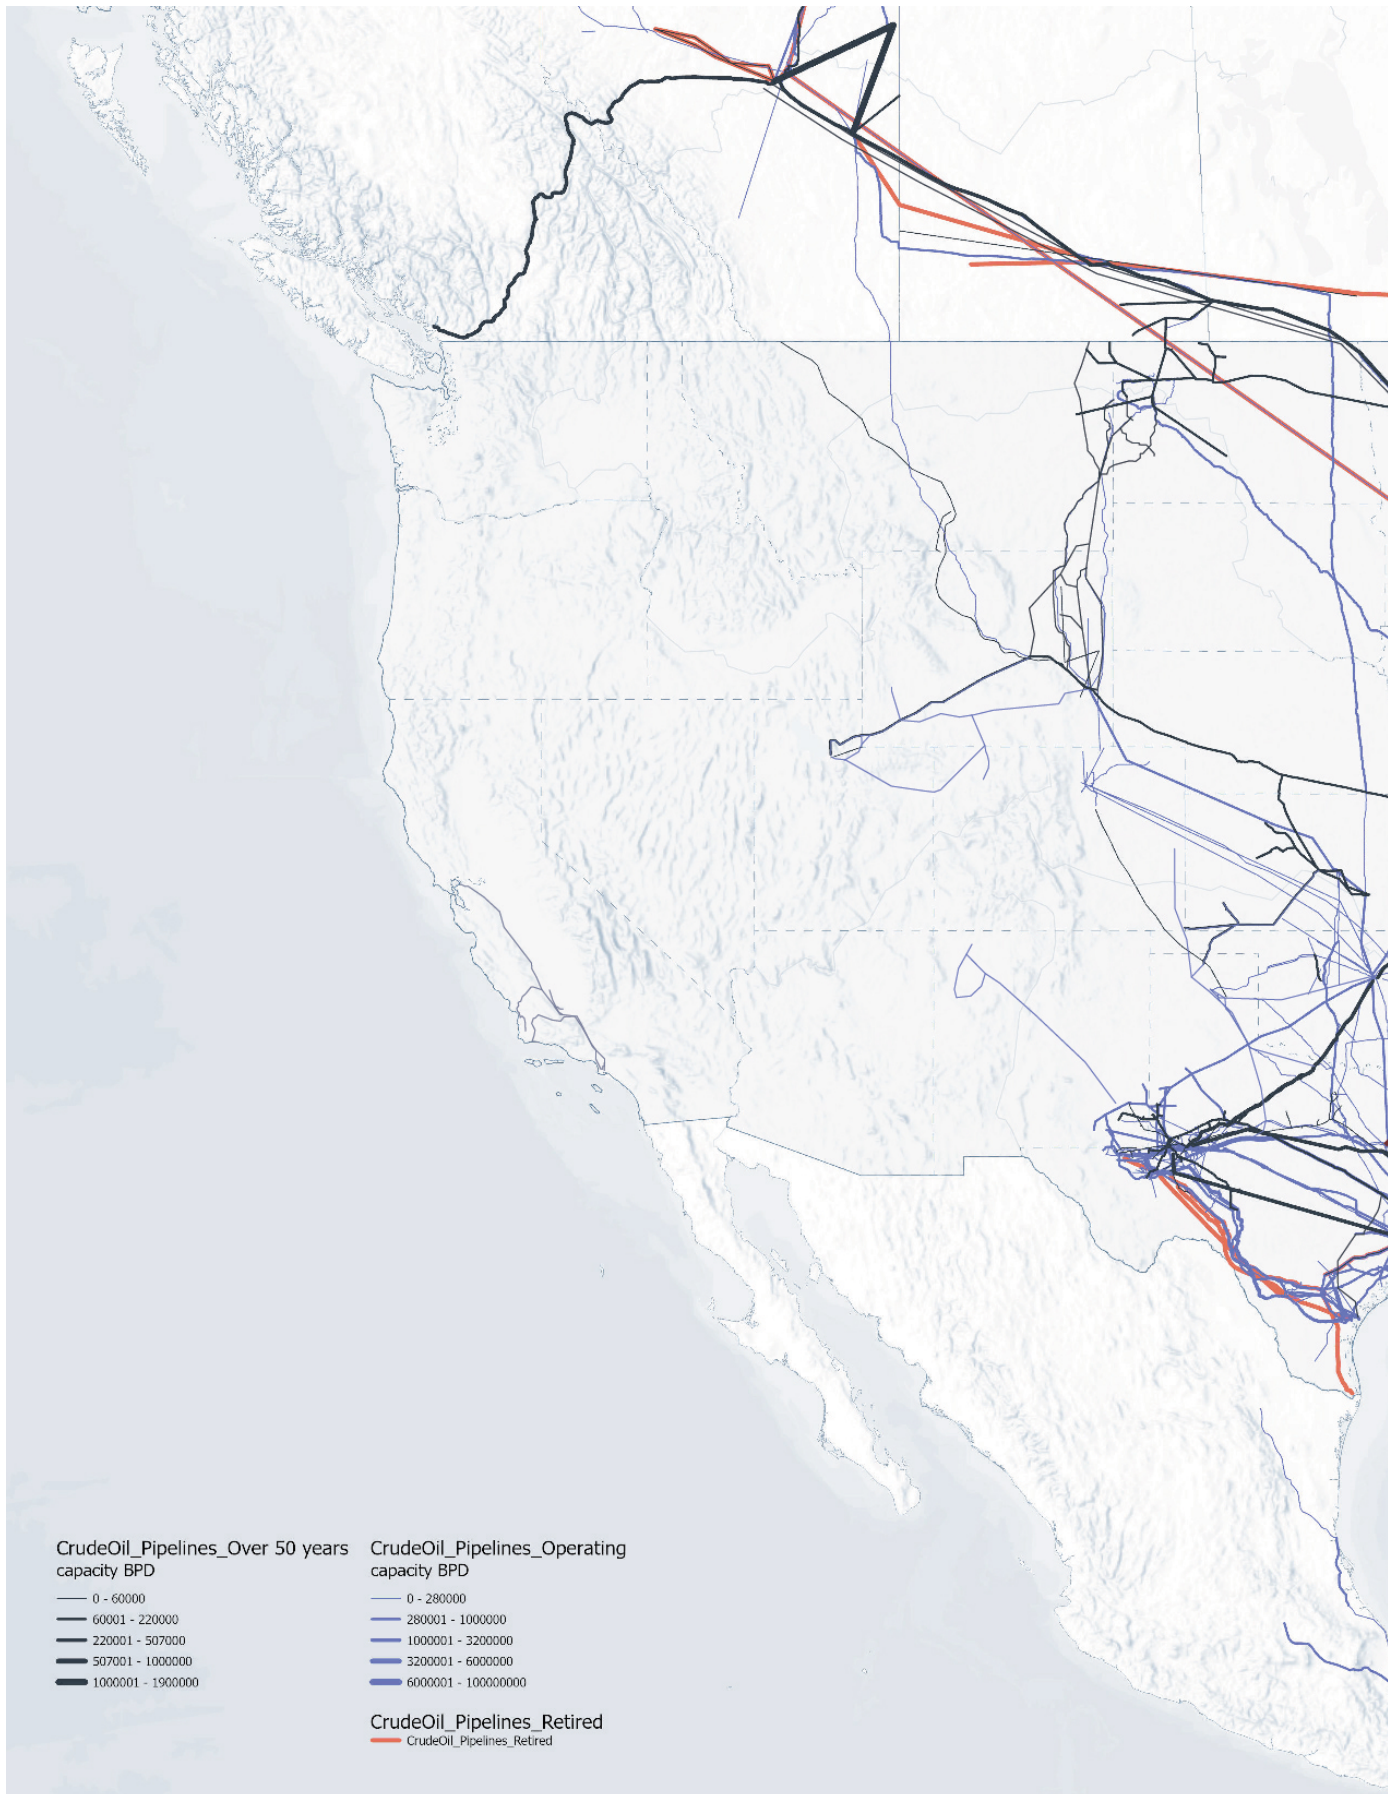 CrudeOil_Pipelines_Over 50 years
capacity BPD
0 - 60000
60001 - 220000
220001 - 507000
507001 - 1000000
1000001 - 1900000
CrudeOil_Pipelines_Operating
capacity BPD
0 - 280000
280001 - 1000000
1000001 - 3200000
3200001 - 6000000
6000001 - 100000000
CrudeOil_Pipelines_Retired
CrudeOil_Pipelines_Retired